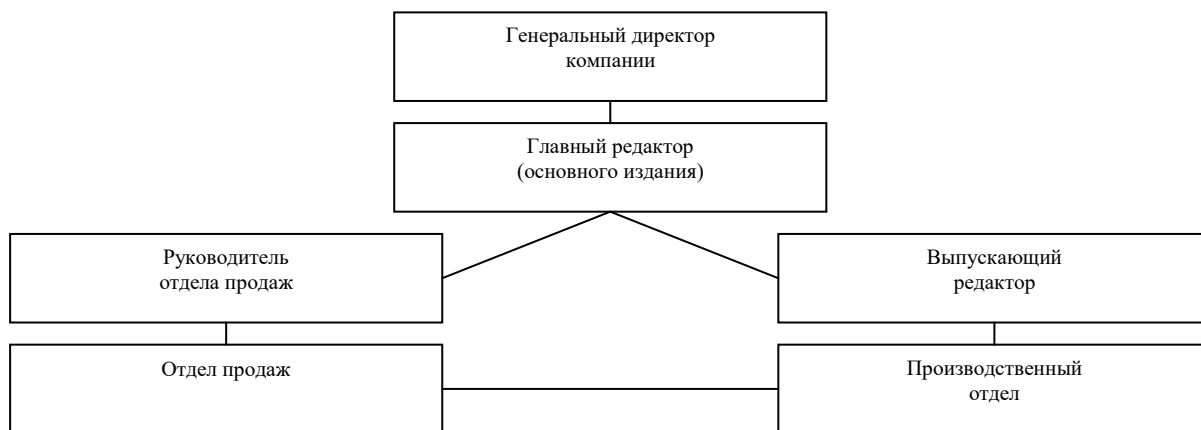 Генеральный директор
компании
Главный редактор
(основного издания)
Руководитель
отдела продаж
Выпускающий
редактор
Отдел продаж
Производственный
отдел